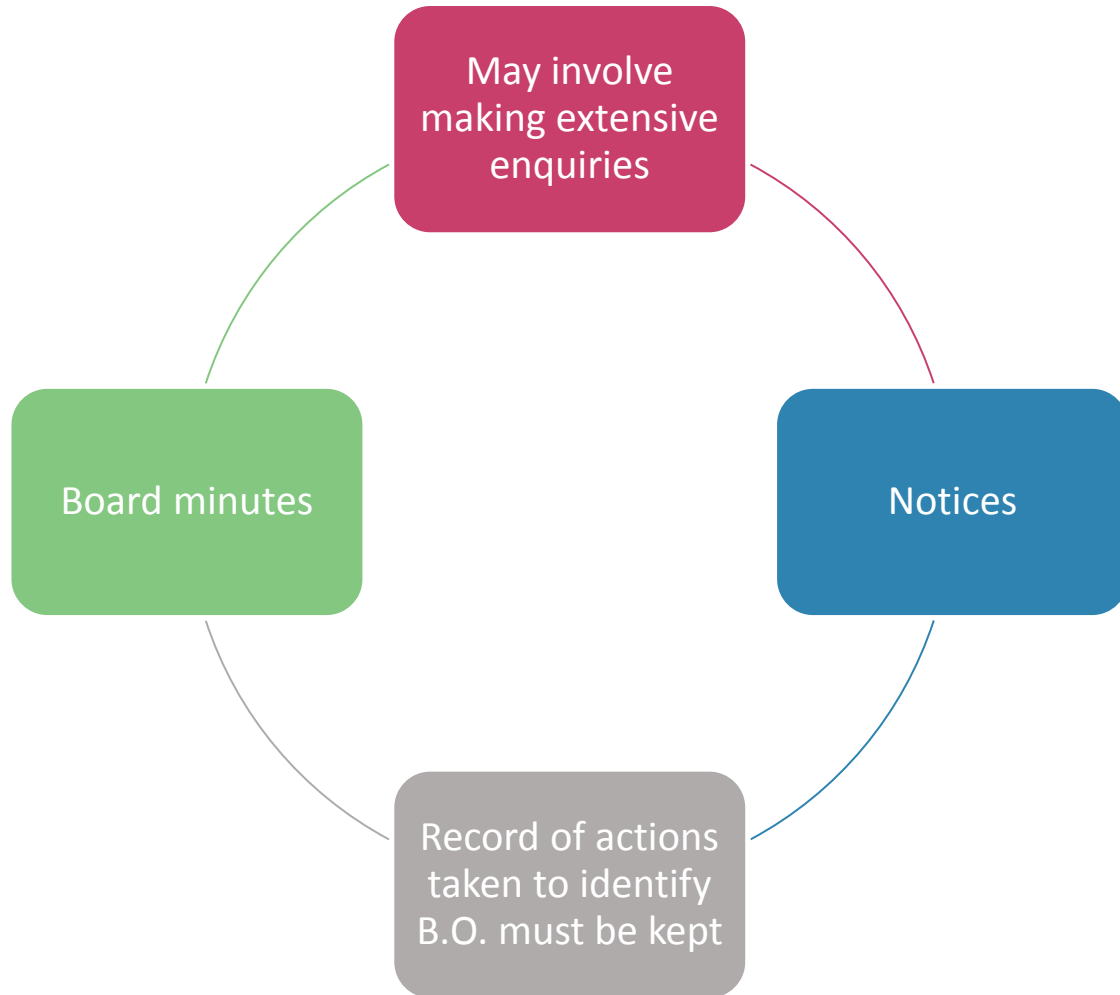 May involve
making extensive
enquiries
Board minutes
Notices
Record of actions
taken to identify
B.O. must be kept